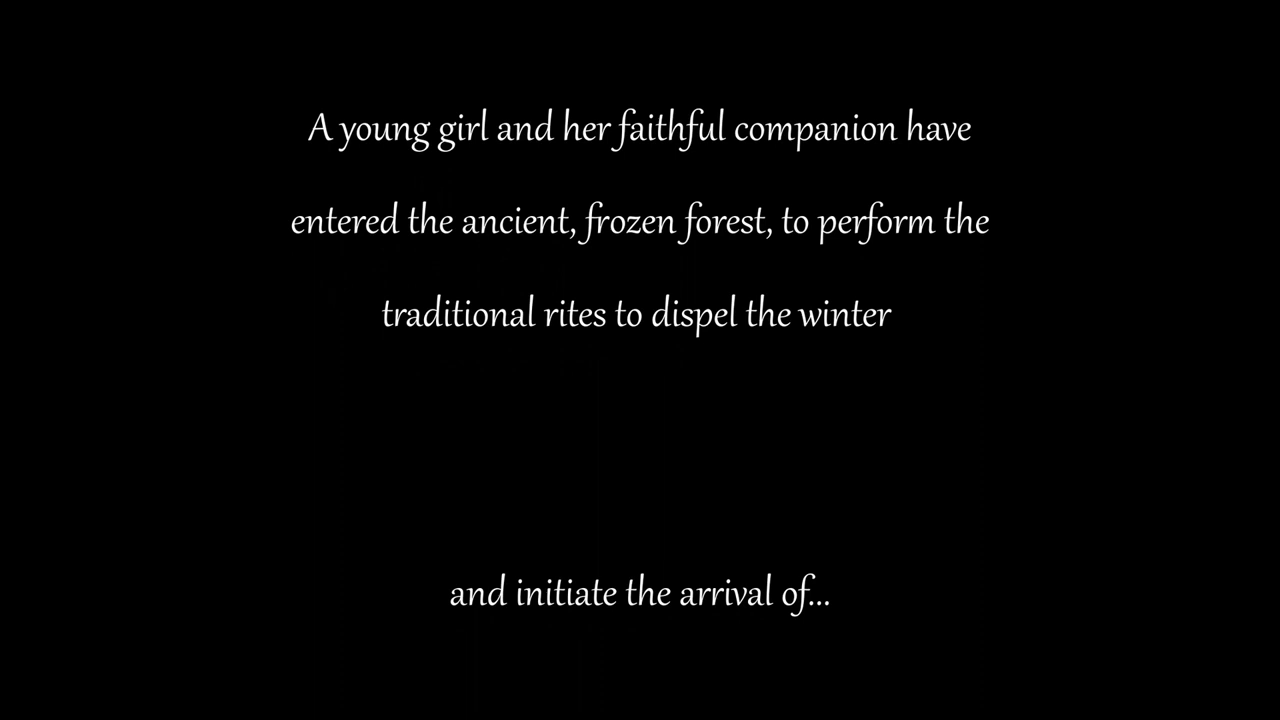 A young girl and her faithful companion have
entered the ancient, frozen forest, to perform the
traditional rites to dispel the winter
and initiate the arrival of...